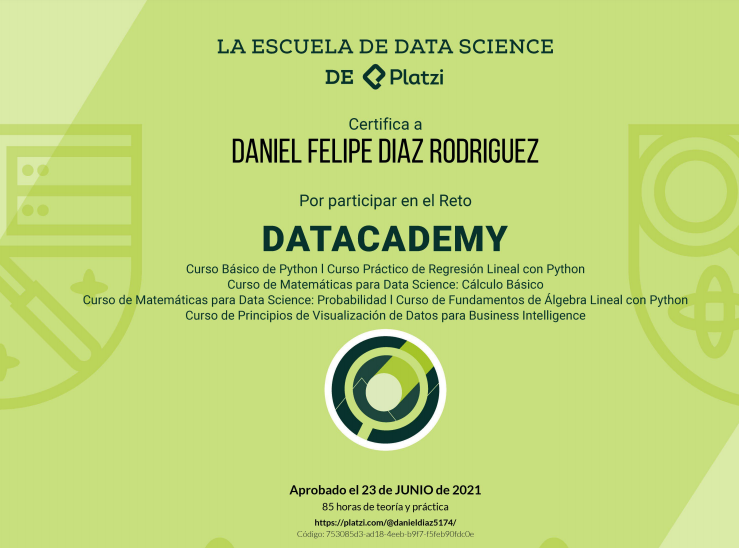 LA ESCUELA DE DATA SCIENCE
DE Platzi
Certifica a
DANIEL FELIPE DIAZ RODRIGUEZ
Por participar en el Reto
DATACADEMY
Curso Básico de Python l Curso Práctico de Regresión Lineal con Python
Curso de Matemáticas para Data Science: Cálculo Básico
Curso de Matemáticas para Data Science: Probabilidad l Curso de Fundamentos de Álgebra Lineal con Python
Curso de Principios de Visualización de Datos para Business Intelligence
Aprobado el 23 de JUNIO de 2021
85 horas de teoría y práctica
https://platzi.com/@danieldiaz5174/
Código: 753085d3-ad18-4eeb-b9f7-f5feb90fdc0e